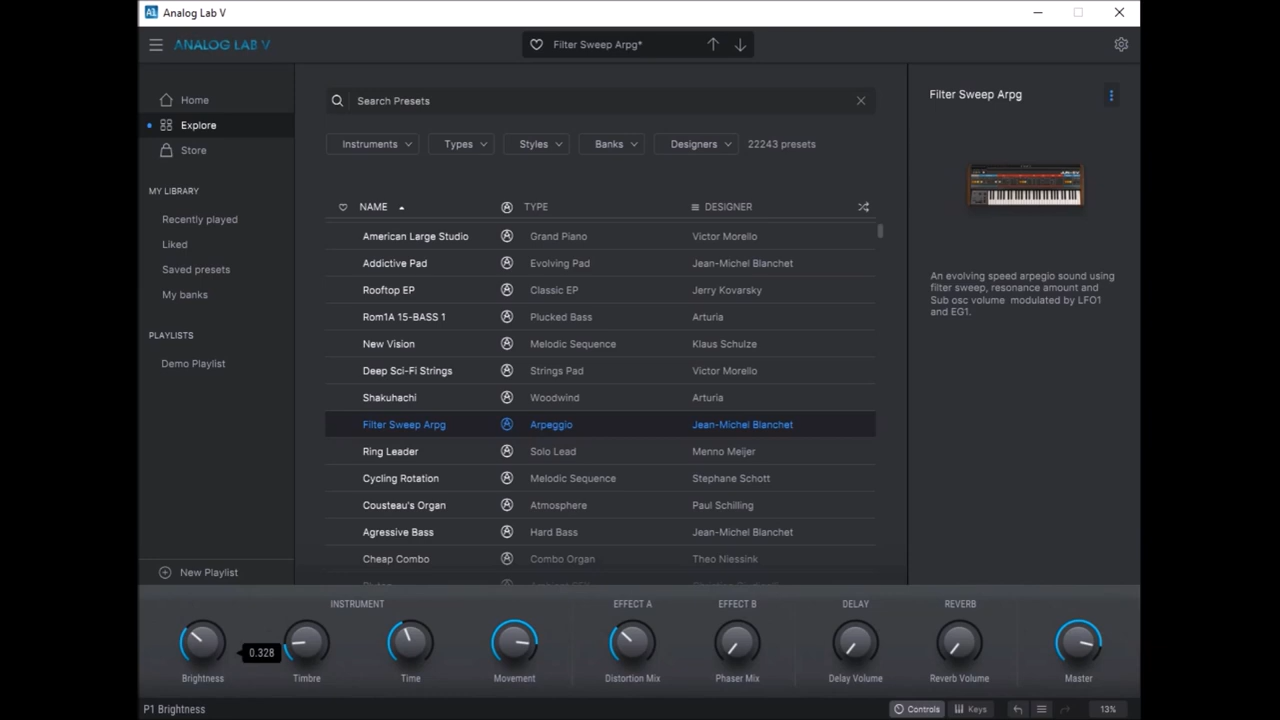 Analog Lab V
ANALOG LAB V
Filter Sweep Arpg*
Home
Explore
Store
MY LIBRARY
Recently played
Liked
Saved presets
My banks
PLAYLISTS
Demo Playlist
New Playlist
Search Presets
Instruments Types Styles Banks Designers 22243 presets
NAME TYPE DESIGNER
American Large Studio Grand Piano Victor Morello
Addictive Pad Evolving Pad Jean-Michel Blanchet
Rooftop EP Classic EP Jerry Kovarsky
Rom1A 15-BASS 1 Plucked Bass Arturia
New Vision Melodic Sequence Klaus Schulze
Deep Sci-Fi Strings Strings Pad Victor Morello
Shakuhachi Woodwind Arturia
Filter Sweep Arpg Arpeggio Jean-Michel Blanchet
Ring Leader Solo Lead Menno Meijer
Cycling Rotation Melodic Sequence Stephane Schott
Cousteau's Organ Atmosphere Paul Schilling
Agressive Bass Hard Bass Jean-Michel Blanchet
Cheap Combo Combo Organ Theo Niessink
Filter Sweep Arpg
An evolving speed arpegio sound using
filter sweep, resonance amount and
Sub osc volume modulated by LFO1
and EG1.
INSTRUMENT EFFECT A EFFECT B DELAY REVERB
0.328
Brightness Timbre Time Movement Distortion Mix Phaser Mix Delay Volume Reverb Volume Master
P1 Brightness Controls Keys 13%